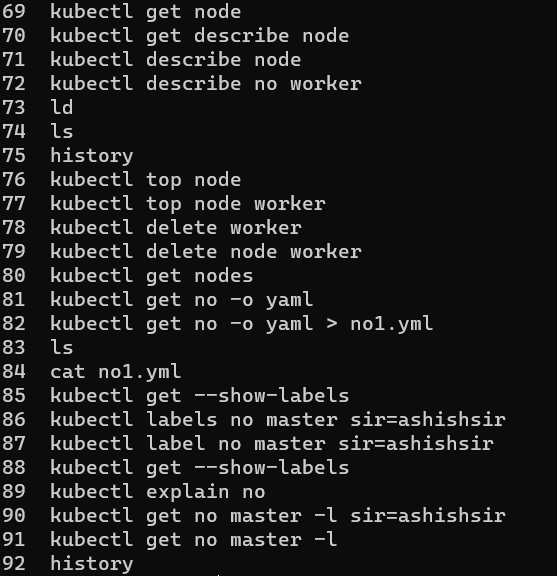 69  kubectl get node
70  kubectl get describe node
71  kubectl describe node
72  kubectl describe no worker
73  ld
74  ls
75  history
76  kubectl top node
77  kubectl top node worker
78  kubectl delete worker
79  kubectl delete node worker
80  kubectl get nodes
81  kubectl get no -o yaml
82  kubectl get no -o yaml > no1.yml
83  ls
84  cat no1.yml
85  kubectl get --show-labels
86  kubectl labels no master sir=ashishsir
87  kubectl label no master sir=ashishsir
88  kubectl get --show-labels
89  kubectl explain no
90  kubectl get no master -l sir=ashishsir
91  kubectl get no master -l
92  history